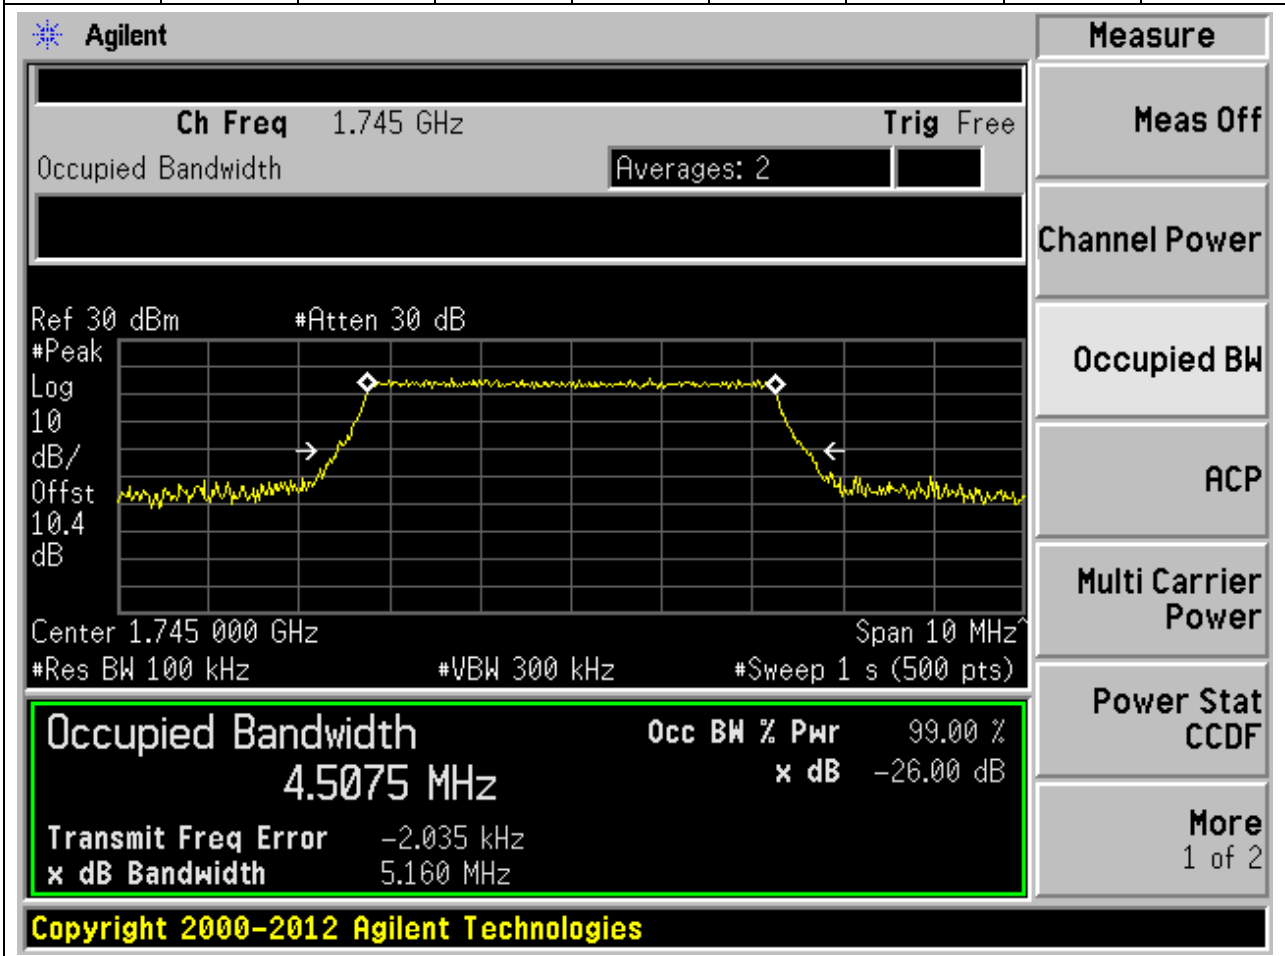 Agilent
Measure
Ch Freq 1.745 GHz Trig Free
Occupied Bandwidth Averages: 2
Meas Off
Channel Power
Occupied BW
ACP
Multi Carrier
Power
Power Stat
CCDF
More
1 of 2
Ref 30 dBm #Atten 30 dB
#Peak
Log
10
dB/
Offst
10.4
dB
Center 1.745 000 GHz Span 10 MHz^
#Res BW 100 kHz #VBW 300 kHz #Sweep 1 s (500 pts)
Occupied Bandwidth Occ BW % Pwr 99.00 %
4.5075 MHz x dB -26.00 dB
Transmit Freq Error -2.035 kHz
x dB Bandwidth 5.160 MHz
Copyright 2000-2012 Agilent Technologies